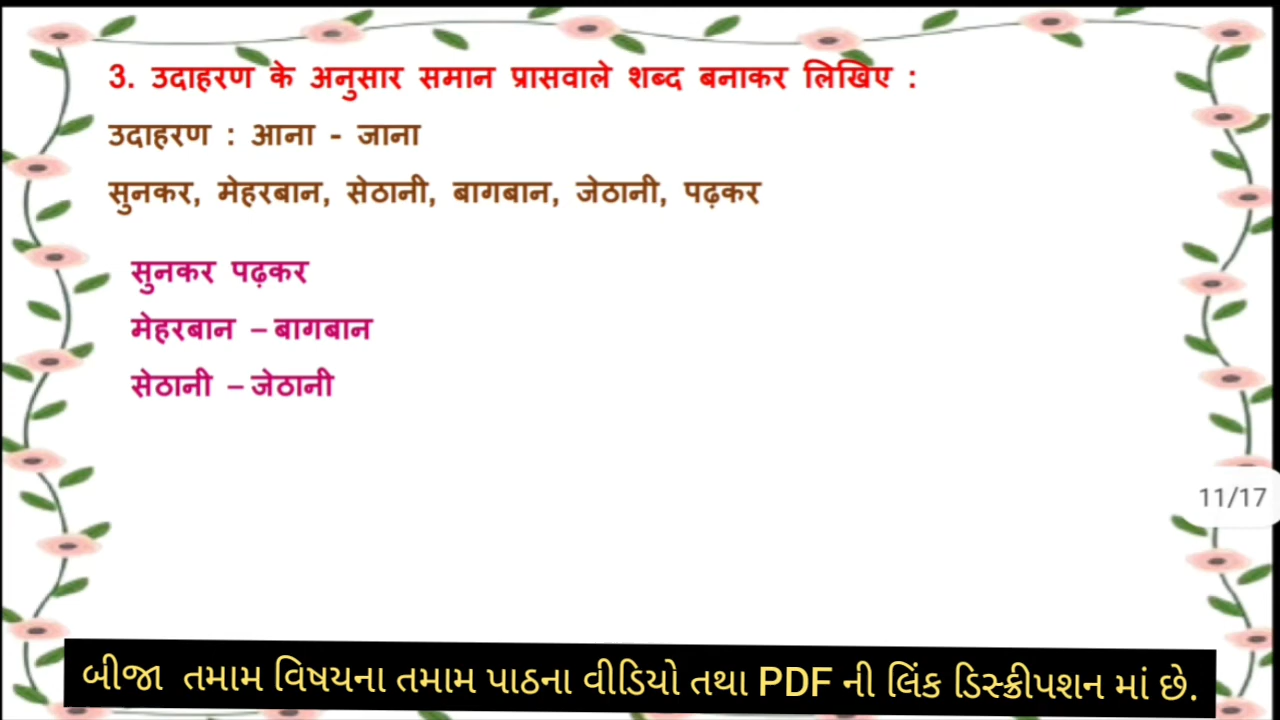 3. उदाहरण के अनुसार समान प्रासवाले शब्द बनाकर लिखिए :
उदाहरण : आना - जाना
सुनकर, मेहरबान, सेठानी, बागबान, जेठानी, पढ़कर
सुनकर पढ़कर
मेहरबान – बागबान
सेठानी – जेठानी
11/17
બીજા તમામ વિષયના તમામ પાઠના વીડિયો તથા PDF ની લિંક ડિસ્ક્રીપશન માં છે.